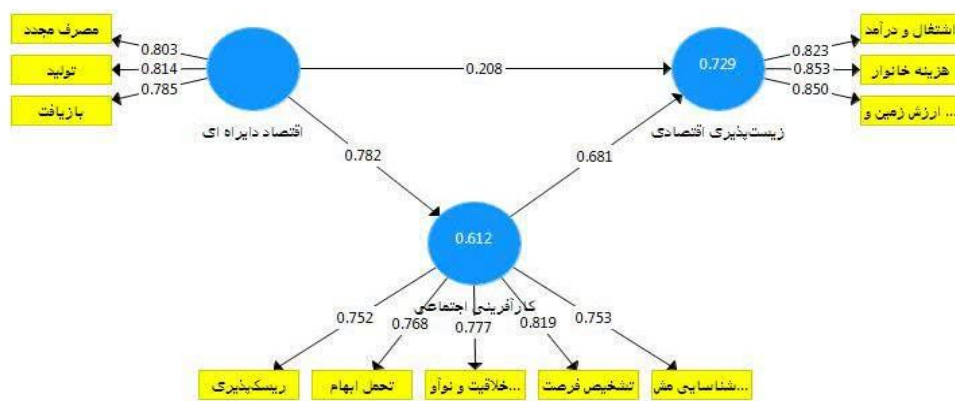 مصرف مجدد
تولید
بازیافت
0.803
0.814
0.785
اقتصاد دایراه ای
0.208
0.729
زیست‌پذیری اقتصادی
0.823
0.853
0.850
اشتغال و درآمد
هزینه خانوار
ارزش زمین و ...
0.782
0.681
0.612
کارآفرینی اجتماعی
0.752
0.768
0.777
0.819
0.753
ریسک‌پذیری
تحمل ابهام
خلاقیت و نوآو...
تشخیص فرصت
شناسایی مش...